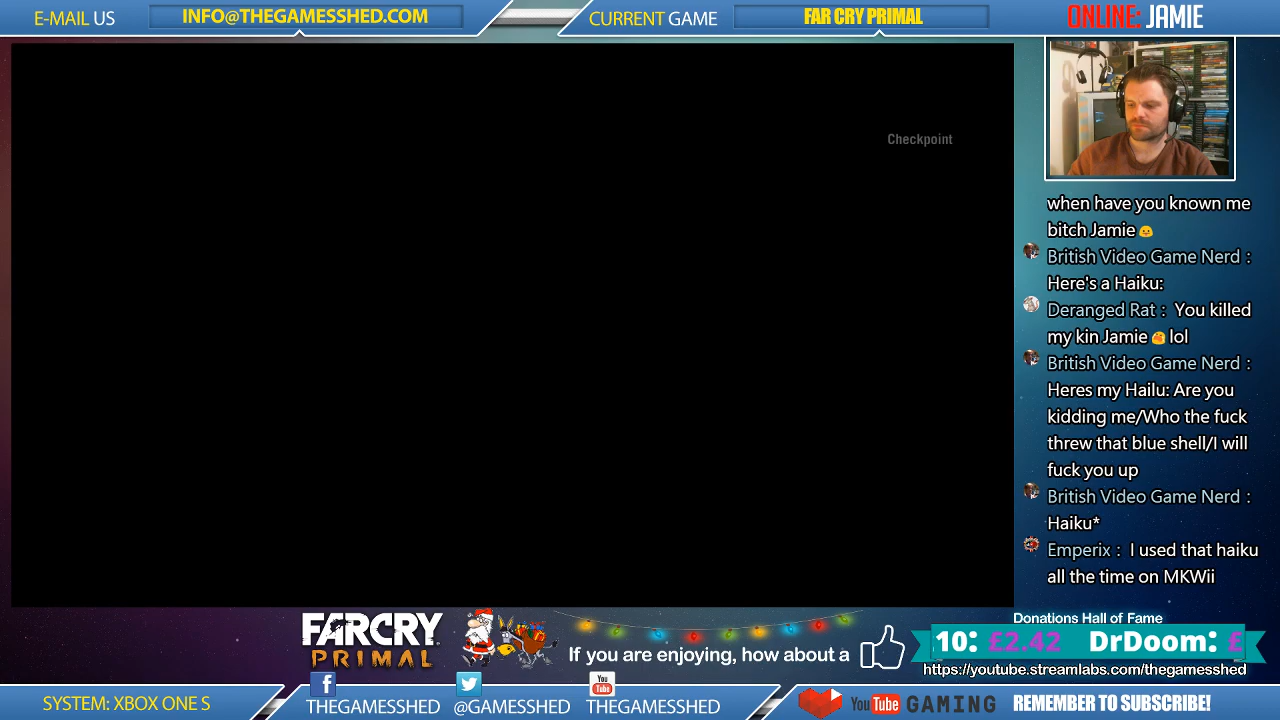 E-MAIL US
INFO@THEGAMESSHED.COM
CURRENT GAME
FAR CRY PRIMAL
ONLINE: JAMIE
Checkpoint
when have you known me
bitch Jamie
British Video Game Nerd :
Here's a Haiku:
Deranged Rat : You killed
my kin Jamie lol
British Video Game Nerd :
Heres my Hailu: Are you
kidding me/Who the fuck
threw that blue shell/I will
fuck you up
British Video Game Nerd :
Haiku*
Emperix : I used that haiku
all the time on MKWii
FARCRY
PRIMAL
If you are enjoying, how about a
Donations Hall of Fame
10: £2.42 DrDoom: £
https://youtube.streamlabs.com/thegamesshed
SYSTEM: XBOX ONE S
f
THEGAMESSHED
@GAMESSHED
You
Tube
THEGAMESSHED
YouTube GAMING
REMEMBER TO SUBSCRIBE!